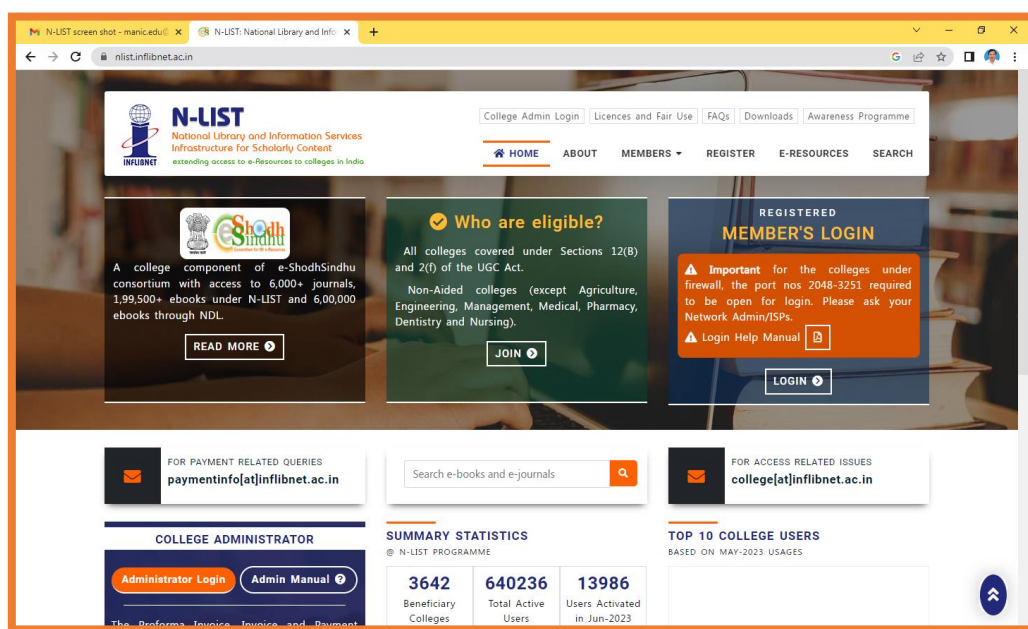 N-LIST screen shot - manic.edu@
N-LIST: National Library and Info
nlist.inflibnet.ac.in
INFLIBNET
N-LIST
National Library and Information Services
Infrastructure for Scholarly Content
extending access to e-Resources to colleges in India
College Admin Login
Licences and Fair Use
FAQs
Downloads
Awareness Programme
HOME
ABOUT
MEMBERS
REGISTER
E-RESOURCES
SEARCH
e
Shodh
Sindhu
A college component of e-ShodhSindhu
consortium with access to 6,000+ journals,
1,99,500+ ebooks under N-LIST and 6,00,000
ebooks through NDL.
READ MORE
Who are eligible?
All colleges covered under Sections 12(B)
and 2(f) of the UGC Act.
Non-Aided colleges (except Agriculture,
Engineering, Management, Medical, Pharmacy,
Dentistry and Nursing).
JOIN
REGISTERED
MEMBER'S LOGIN
Important for the colleges under
firewall, the port nos 2048-3251 required
to be open for login. Please ask your
Network Admin/ISPs.
Login Help Manual
LOGIN
FOR PAYMENT RELATED QUERIES
paymentinfo[at]inflibnet.ac.in
Search e-books and e-journals
FOR ACCESS RELATED ISSUES
college[at]inflibnet.ac.in
COLLEGE ADMINISTRATOR
Administrator Login
Admin Manual
The Proforma Invoice, Invoice and Payment
SUMMARY STATISTICS
@ N-LIST PROGRAMME
3642
Beneficiary
Colleges
640236
Total Active
Users
13986
Users Activated
in Jun-2023
TOP 10 COLLEGE USERS
BASED ON MAY-2023 USAGES